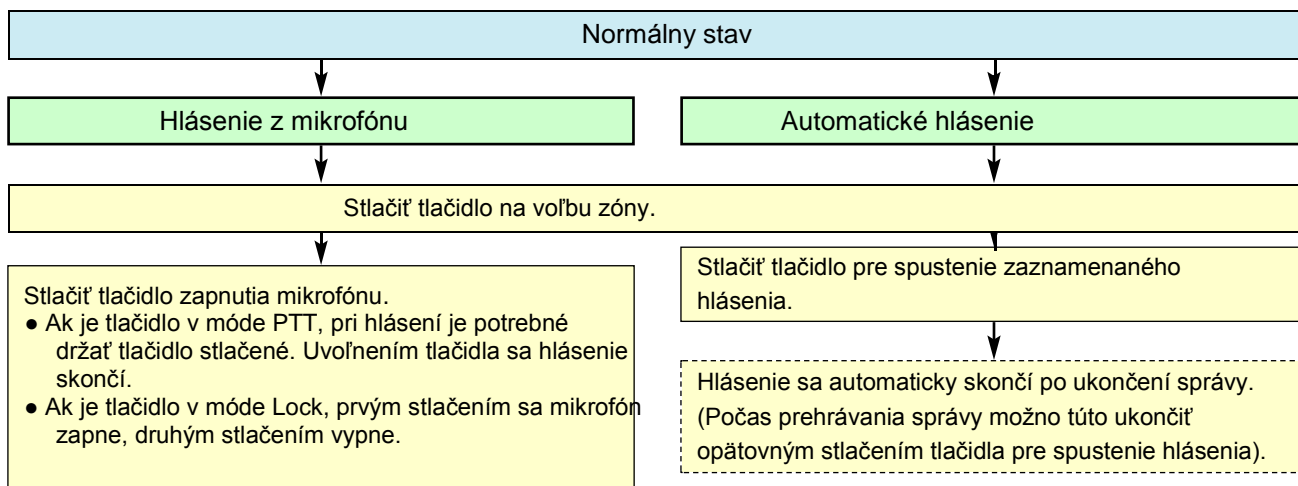 Normálny stav
Hlásenie z mikrofónu
Automatické hlásenie
Stlačiť tlačidlo na voľbu zóny.
Stlačiť tlačidlo zapnutia mikrofónu.
● Ak je tlačidlo v móde PTT, pri hlásení je potrebné
držať tlačidlo stlačené. Uvoľnením tlačidla sa hlásenie
skončí.
● Ak je tlačidlo v móde Lock, prvým stlačením sa mikrofón
zapne, druhým stlačením vypne.
Stlačiť tlačidlo pre spustenie zaznamenaného
hlásenia.
Hlásenie sa automaticky skončí po ukončení správy.
(Počas prehrávania správy možno túto ukončiť
opätovným stlačením tlačidla pre spustenie hlásenia).